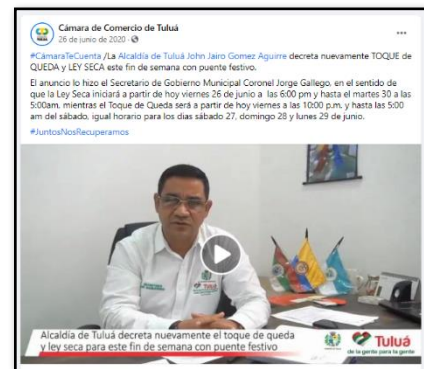 Cámara de Comercio de Tuluá
26 de junio de 2020 ·
#CámaraTeCuenta /La Alcaldía de Tuluá John Jairo Gomez Aguirre decreta nuevamente TOQUE de
QUEDA y LEY SECA este fin de semana con puente festivo.
El anuncio lo hizo el Secretario de Gobierno Municipal Coronel Jorge Gallego, en el sentido de
que la Ley Seca iniciará a partir de hoy viernes 26 de junio a las 6:00 pm y hasta el martes 30 a las
5:00am, mientras el Toque de Queda será a partir de hoy viernes a las 10:00 p.m. y hasta las 5:00
am del sábado, igual horario para los dias sábado 27, domingo 28 y lunes 29 de junio.
#JuntosNosRecuperamos
Alcaldía de Tuluá decreta nuevamente el toque de queda
y ley seca para este fin de semana con puente festivo
Tuluá
de la gente para la gente